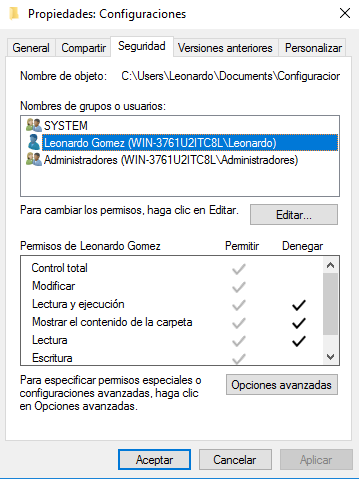 Propiedades: Configuraciones
General Compartir Seguridad Versiones anteriores Personalizar
Nombre de objeto: C:\Users\Leonardo\Documents\Configuracior
Nombres de grupos o usuarios:
SYSTEM
Leonardo Gomez (WIN-3761U2ITC8L\Leonardo)
Administradores (WIN-3761U2ITC8L\Administradores)
Para cambiar los permisos, haga clic en Editar. Editar...
Permisos de Leonardo Gomez Permitir Denegar
Control total
Modificar
Lectura y ejecución
Mostrar el contenido de la carpeta
Lectura
Escritura
Para especificar permisos especiales o
configuraciones avanzadas, haga clic
en Opciones avanzadas.
Opciones avanzadas
Aceptar Cancelar Aplicar